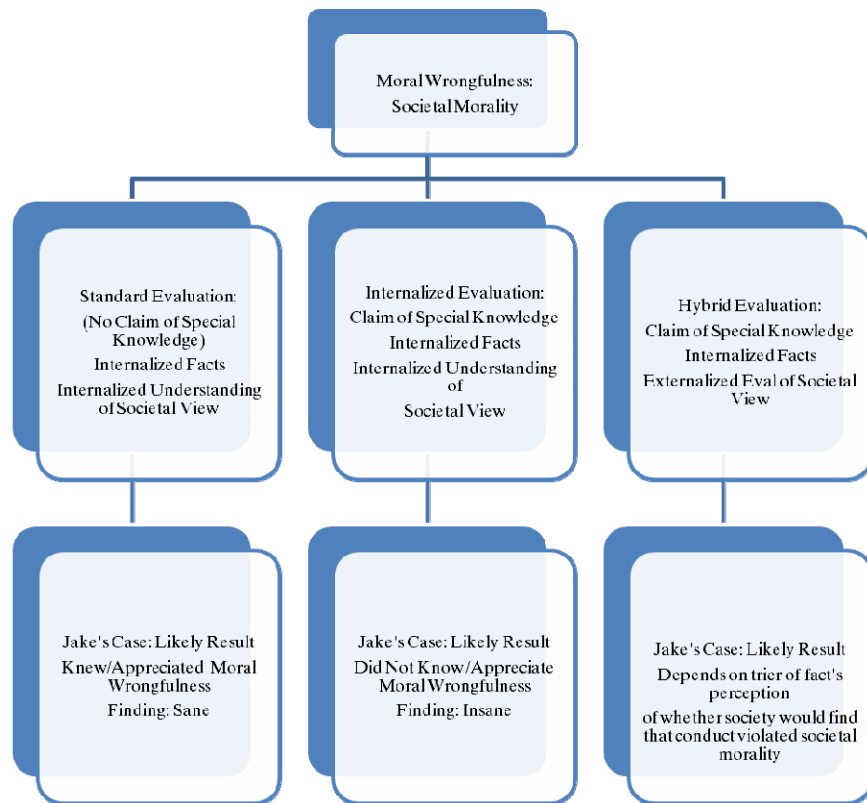 Moral Wrongfulness:
Societal Morality
Standard Evaluation:
(No Claim of Special
Knowledge)
Internalized Facts
Internalized Understanding
of Societal View
Internalized Evaluation:
Claim of Special Knowledge
Internalized Facts
Internalized Understanding
of
Societal View
Hybrid Evaluation:
Claim of Special Knowledge
Internalized Facts
Externalized Eval of Societal
View
Jake's Case: Likely Result
Knew/Appreciated Moral
Wrongfulness
Finding: Sane
Jake's Case: Likely Result
Did Not Know/Appreciate
Moral Wrongfulness
Finding: Insane
Jake's Case: Likely Result
Depends on trier of fact's
perception
of whether society would find
that conduct violated societal
morality